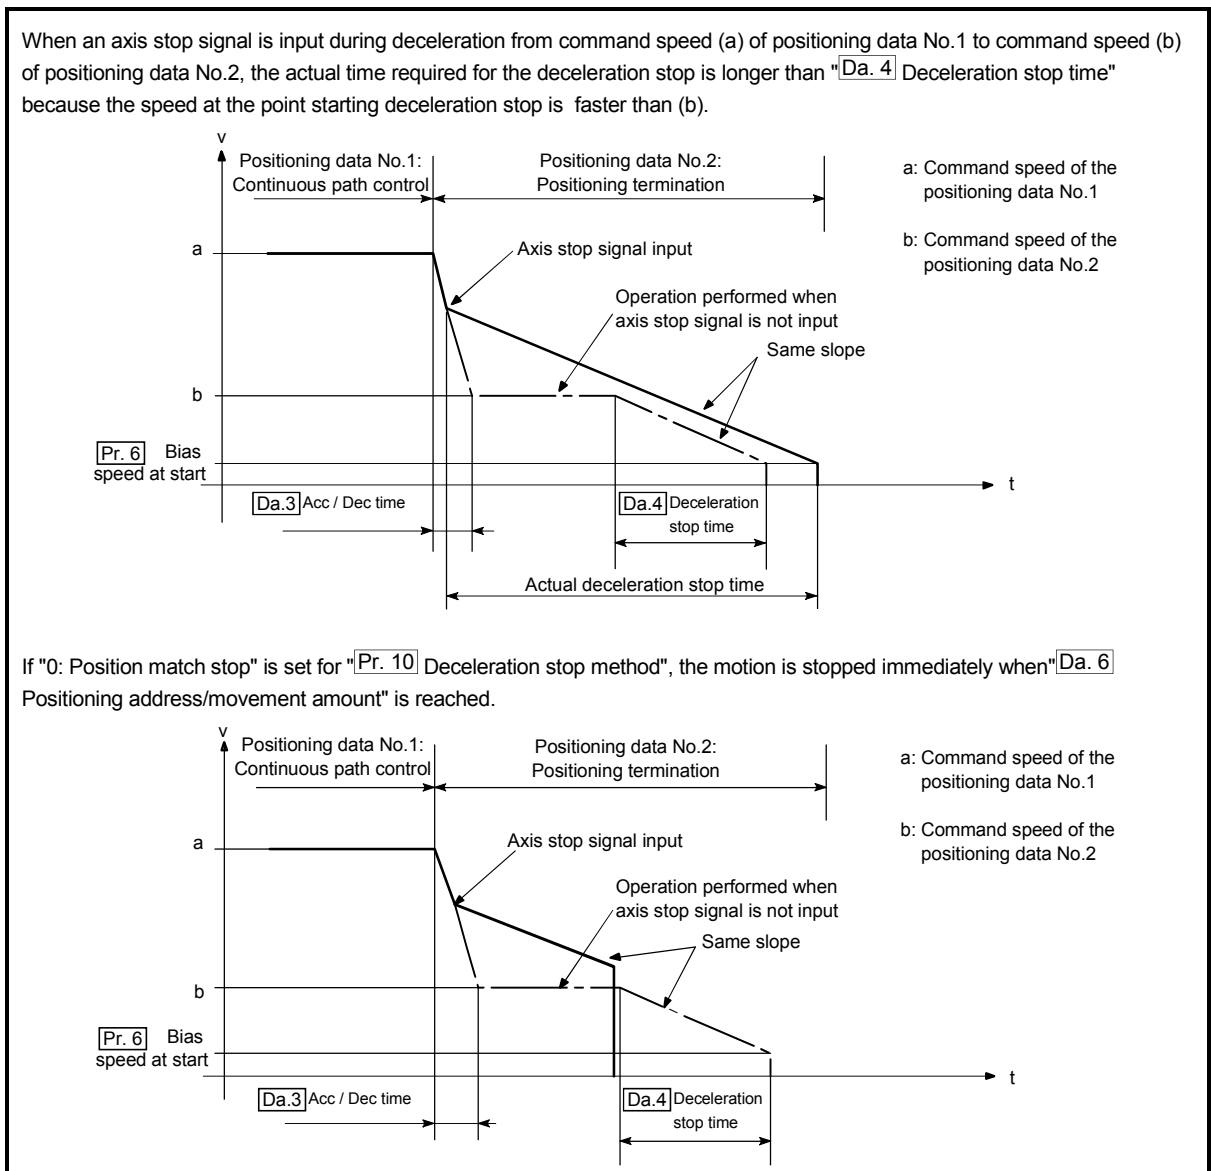 When an axis stop signal is input during deceleration from command speed (a) of positioning data No.1 to command speed (b)
of positioning data No.2, the actual time required for the deceleration stop is longer than "Da. 4 Deceleration stop time"
because the speed at the point starting deceleration stop is faster than (b).
v
Positioning data No.1:
Continuous path control
Positioning data No.2:
Positioning termination
a: Command speed of the
positioning data No.1
b: Command speed of the
positioning data No.2
a
Axis stop signal input
Operation performed when
axis stop signal is not input
Same slope
b
Pr. 6 Bias
speed at start
t
Da.3 Acc / Dec time
Da.4 Deceleration
stop time
Actual deceleration stop time
If "0: Position match stop" is set for "Pr. 10 Deceleration stop method", the motion is stopped immediately when"Da. 6
Positioning address/movement amount" is reached.
v
Positioning data No.1:
Continuous path control
Positioning data No.2:
Positioning termination
a: Command speed of the
positioning data No.1
b: Command speed of the
positioning data No.2
a
Axis stop signal input
Operation performed when
axis stop signal is not input
Same slope
b
Pr. 6 Bias
speed at start
t
Da.3 Acc / Dec time
Da.4 Deceleration
stop time